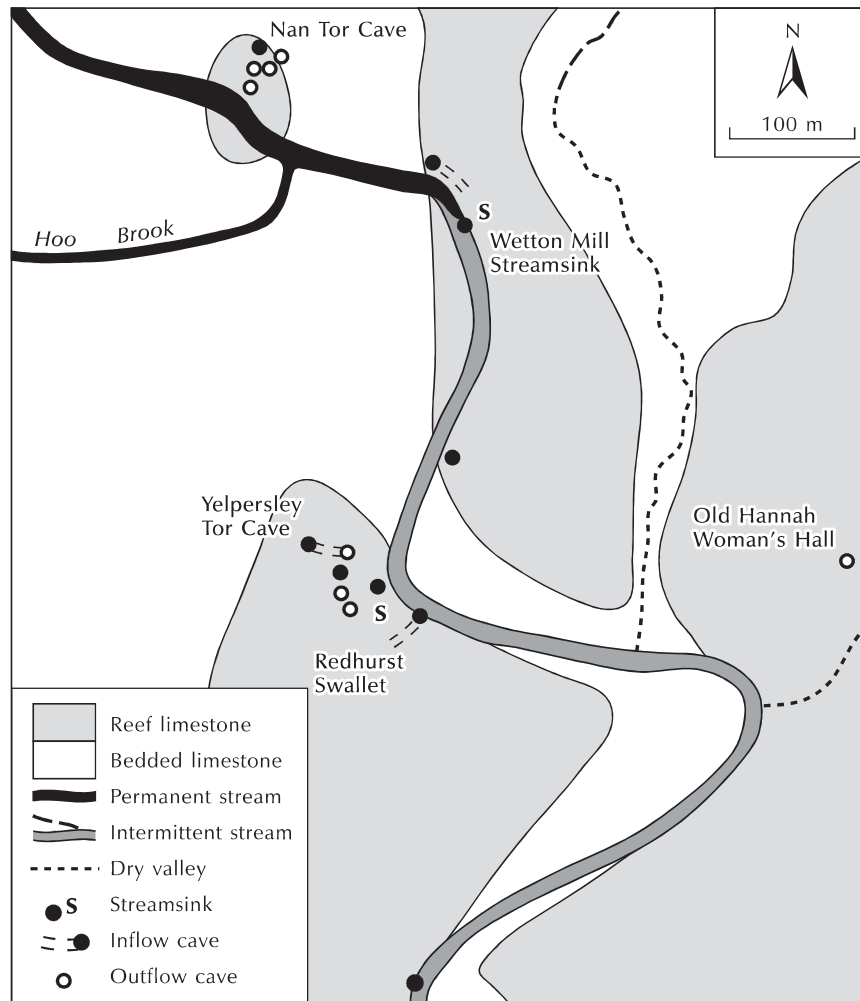 Nan Tor Cave
N
100 m
S
Hoo Brook
Wetton Mill
Streamsink
Yelpersley
Tor Cave
Old Hannah
Woman's Hall
S
Redhurst
Swallet
Reef limestone
Bedded limestone
Permanent stream
Intermittent stream
Dry valley
S Streamsink
Inflow cave
Outflow cave